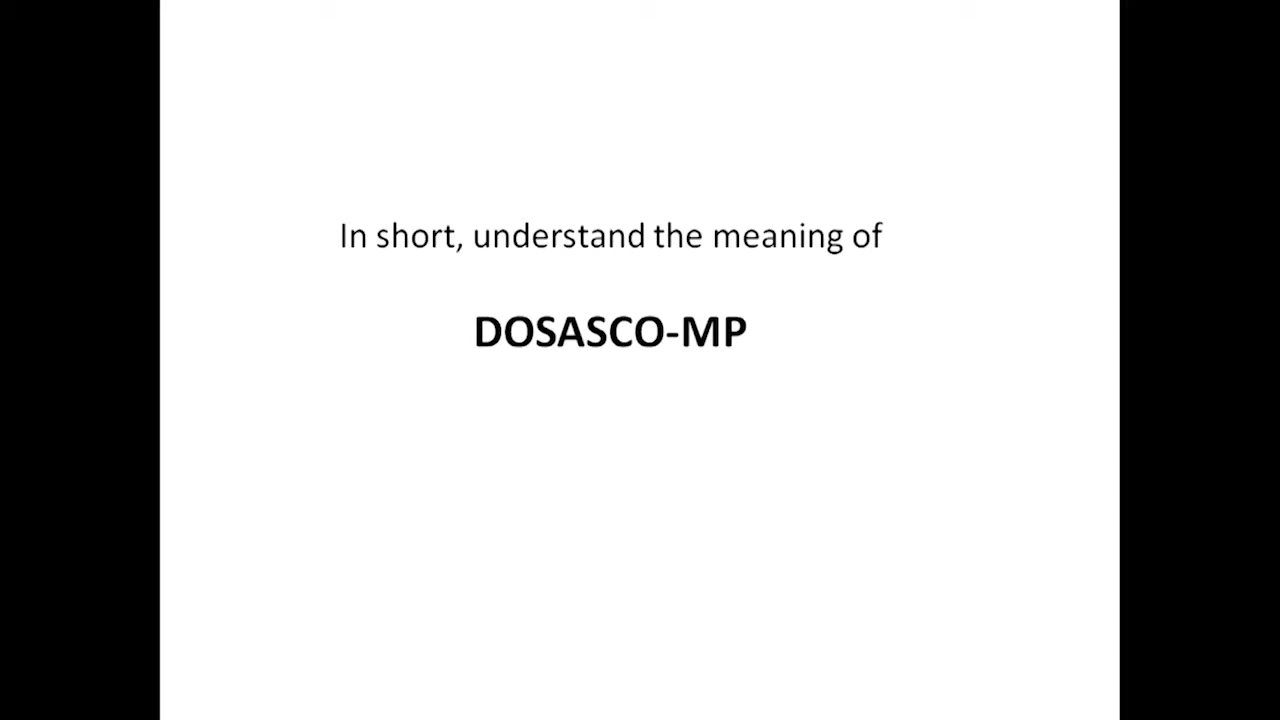 In short, understand the meaning of
DOSASCO-MP